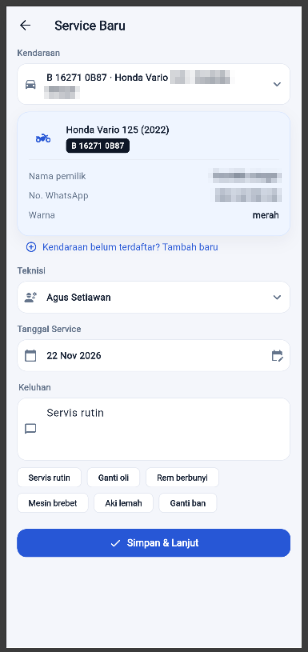 Service Baru
Kendaraan
B 16271 0B87 · Honda Vario
Honda Vario 125 (2022)
B 16271 0B87
Nama pemilik
No. WhatsApp
Warna merah
Kendaraan belum terdaftar? Tambah baru
Teknisi
Agus Setiawan
Tanggal Service
22 Nov 2026
Keluhan
Servis rutin
Servis rutin Ganti oli Rem berbunyi
Mesin brebet Aki lemah Ganti ban
Simpan & Lanjut